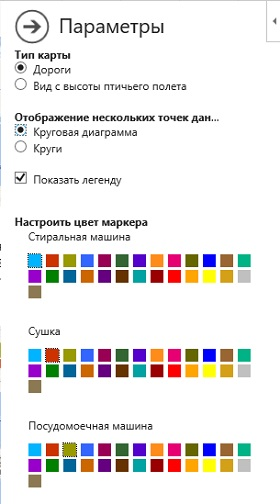 Параметры
Тип карты
Дороги
Вид с высоты птичьего полета
Отображение нескольких точек дан...
Круговая диаграмма
Круги
Показать легенду
Настроить цвет маркера
Стиральная машина
Сушка
Посудомоечная машина